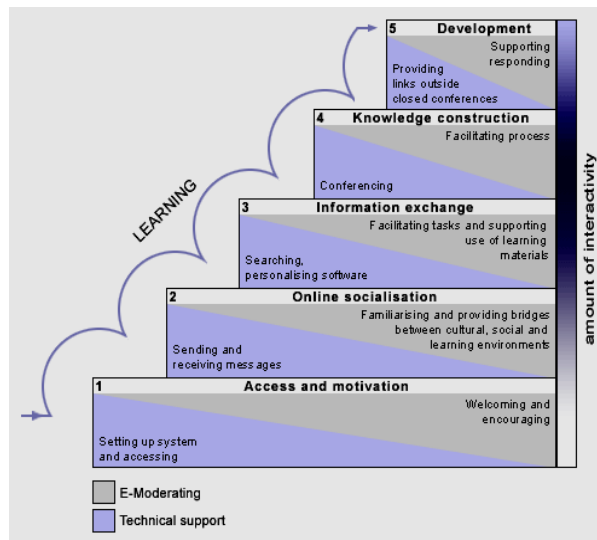 5 Development
Supporting
responding
Providing
links outside
closed conferences
4 Knowledge construction
Facilitating process
Conferencing
3 Information exchange
Facilitating tasks and supporting
use of learning
materials
Searching,
personalising software
2 Online socialisation
Familiarising and providing bridges
between cultural, social and
learning environments
Sending and
receiving messages
1 Access and motivation
Welcoming and
encouraging
Setting up system
and accessing
LEARNING
amount of interactivity
E-Moderating
Technical support